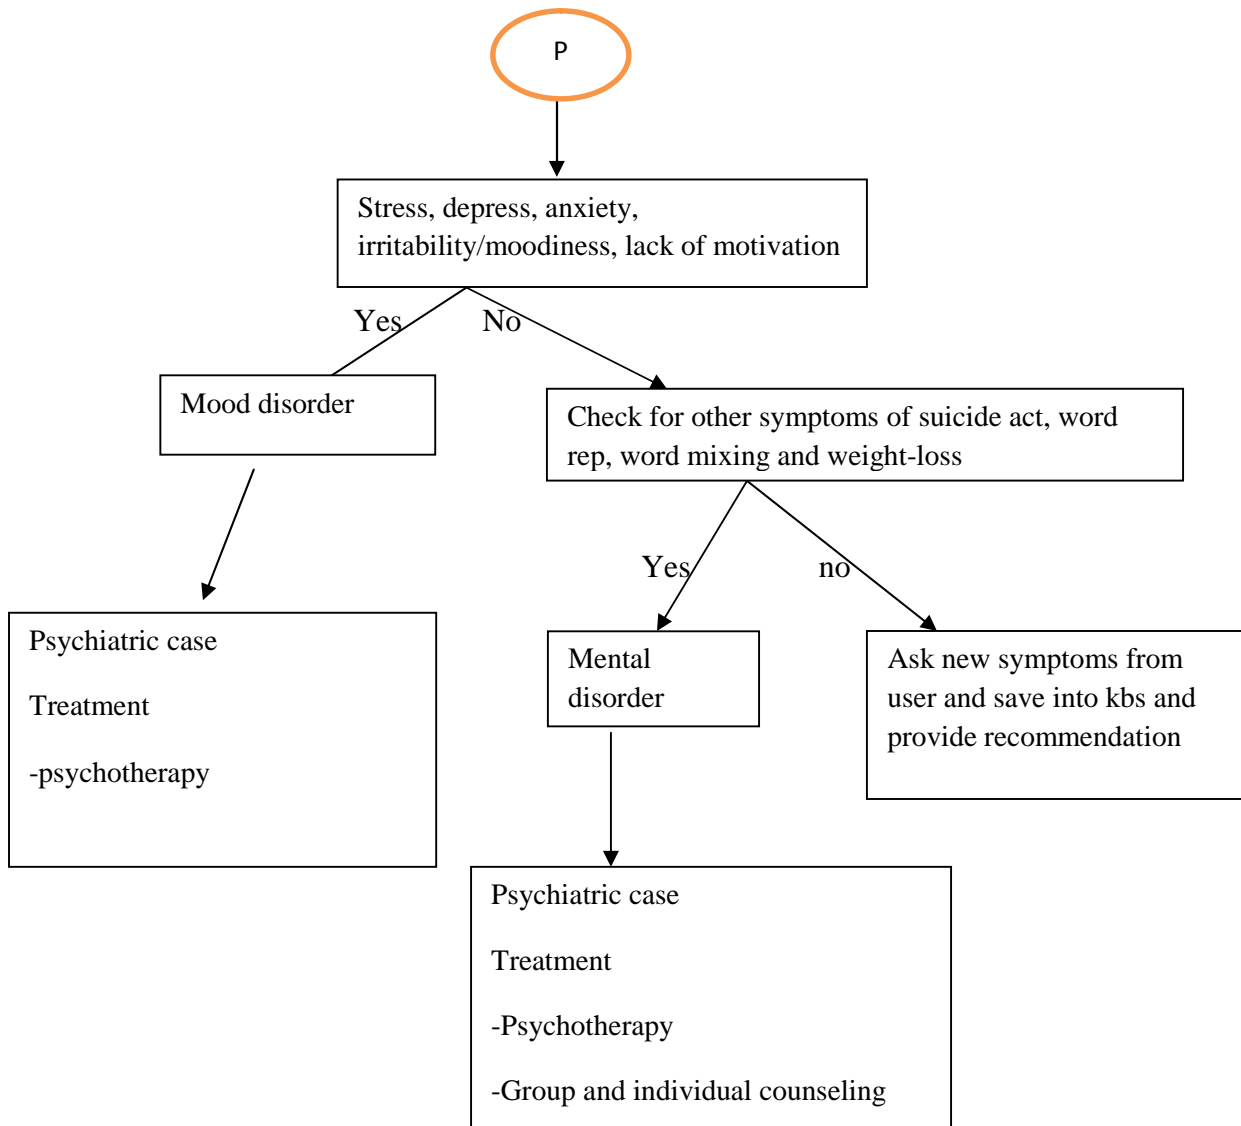 P
Stress, depress, anxiety,
irritability/moodiness, lack of motivation
Yes
No
Mood disorder
Check for other symptoms of suicide act, word
rep, word mixing and weight-loss
Yes
no
Psychiatric case
Treatment
-psychotherapy
Mental
disorder
Ask new symptoms from
user and save into kbs and
provide recommendation
Psychiatric case
Treatment
-Psychotherapy
-Group and individual counseling